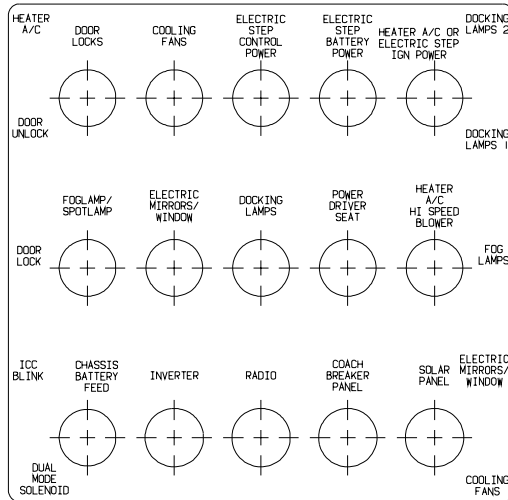 HEATER
A/C
DOOR
LOCKS
COOLING
FANS
ELECTRIC
STEP
CONTROL
POWER
ELECTRIC
STEP
BATTERY
POWER
HEATER A/C OR
ELECTRIC STEP
IGN POWER
DOCKING
LAMPS 2
DOOR
UNLOCK
DOCKING
LAMPS 1
FOGLAMP/
SPOTLAMP
ELECTRIC
MIRRORS/
WINDOW
DOCKING
LAMPS
POWER
DRIVER
SEAT
HEATER
A/C
HI SPEED
BLOWER
DOOR
LOCK
FOG
LAMPS
ICC
BLINK
CHASSIS
BATTERY
FEED
INVERTER
RADIO
COACH
BREAKER
PANEL
SOLAR
PANEL
ELECTRIC
MIRRORS/
WINDOW
DUAL
MODE
SOLENOID
COOLING
FANS